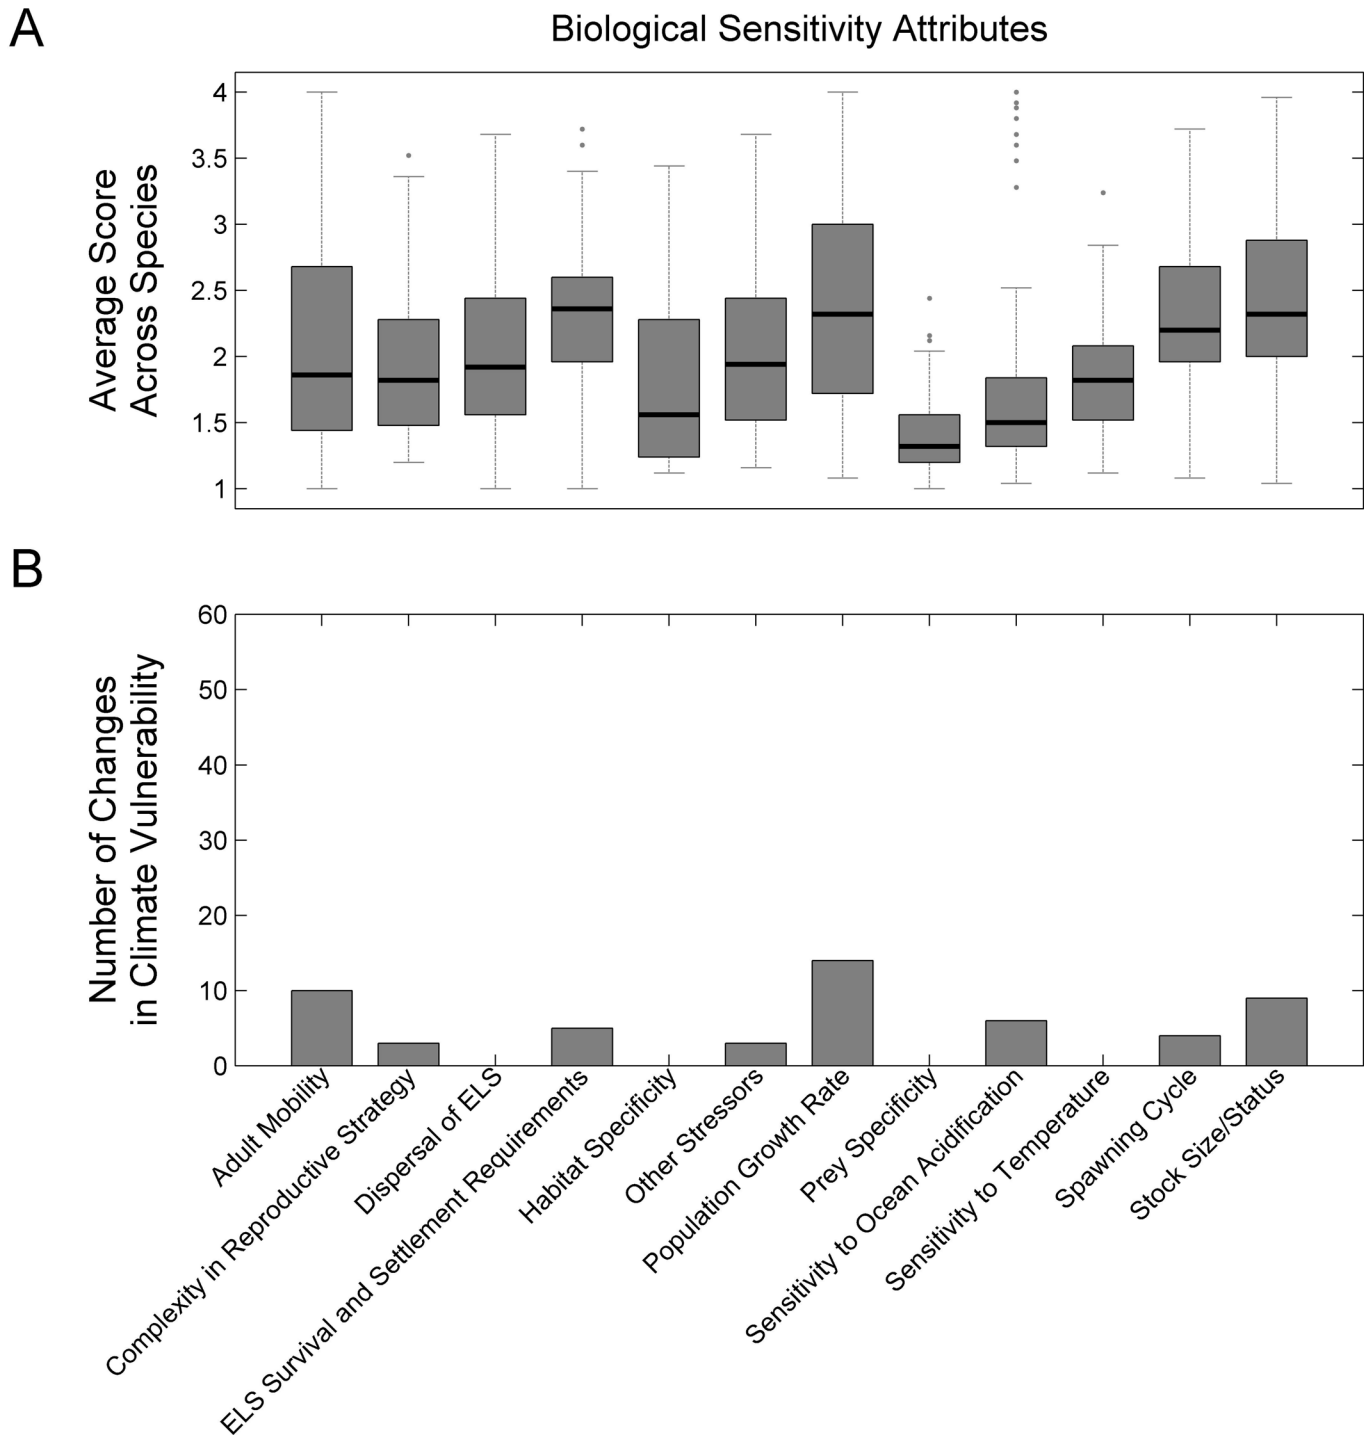 A
Biological Sensitivity Attributes
Average Score
Across Species
4
3.5
3
2.5
2
1.5
1
B
Number of Changes
in Climate Vulnerability
60
50
40
30
20
10
0
Adult Mobility
Complexity in Reproductive Strategy
Dispersal of ELS
ELS Survival and Settlement Requirements
Habitat Specificity
Other Stressors
Population Growth Rate
Prey Specificity
Sensitivity to Ocean Acidification
Sensitivity to Temperature
Spawning Cycle
Stock Size/Status